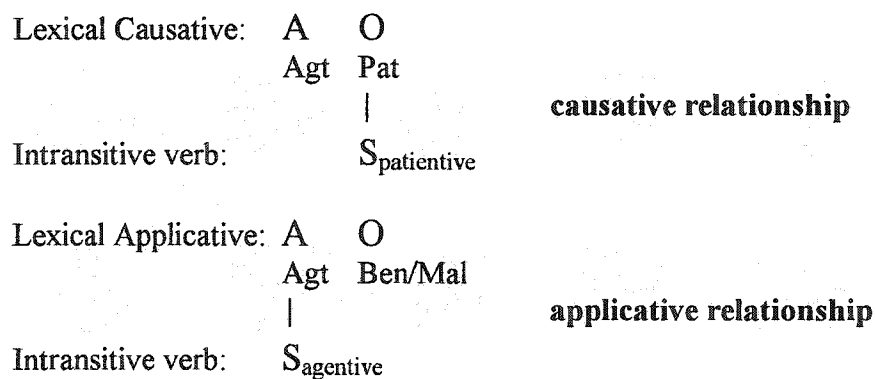 Lexical Causative: A O
Agt Pat
| causative relationship
Intransitive verb: Spatientive
Lexical Applicative: A O
Agt Ben/Mal
| applicative relationship
Intransitive verb: Sagentive